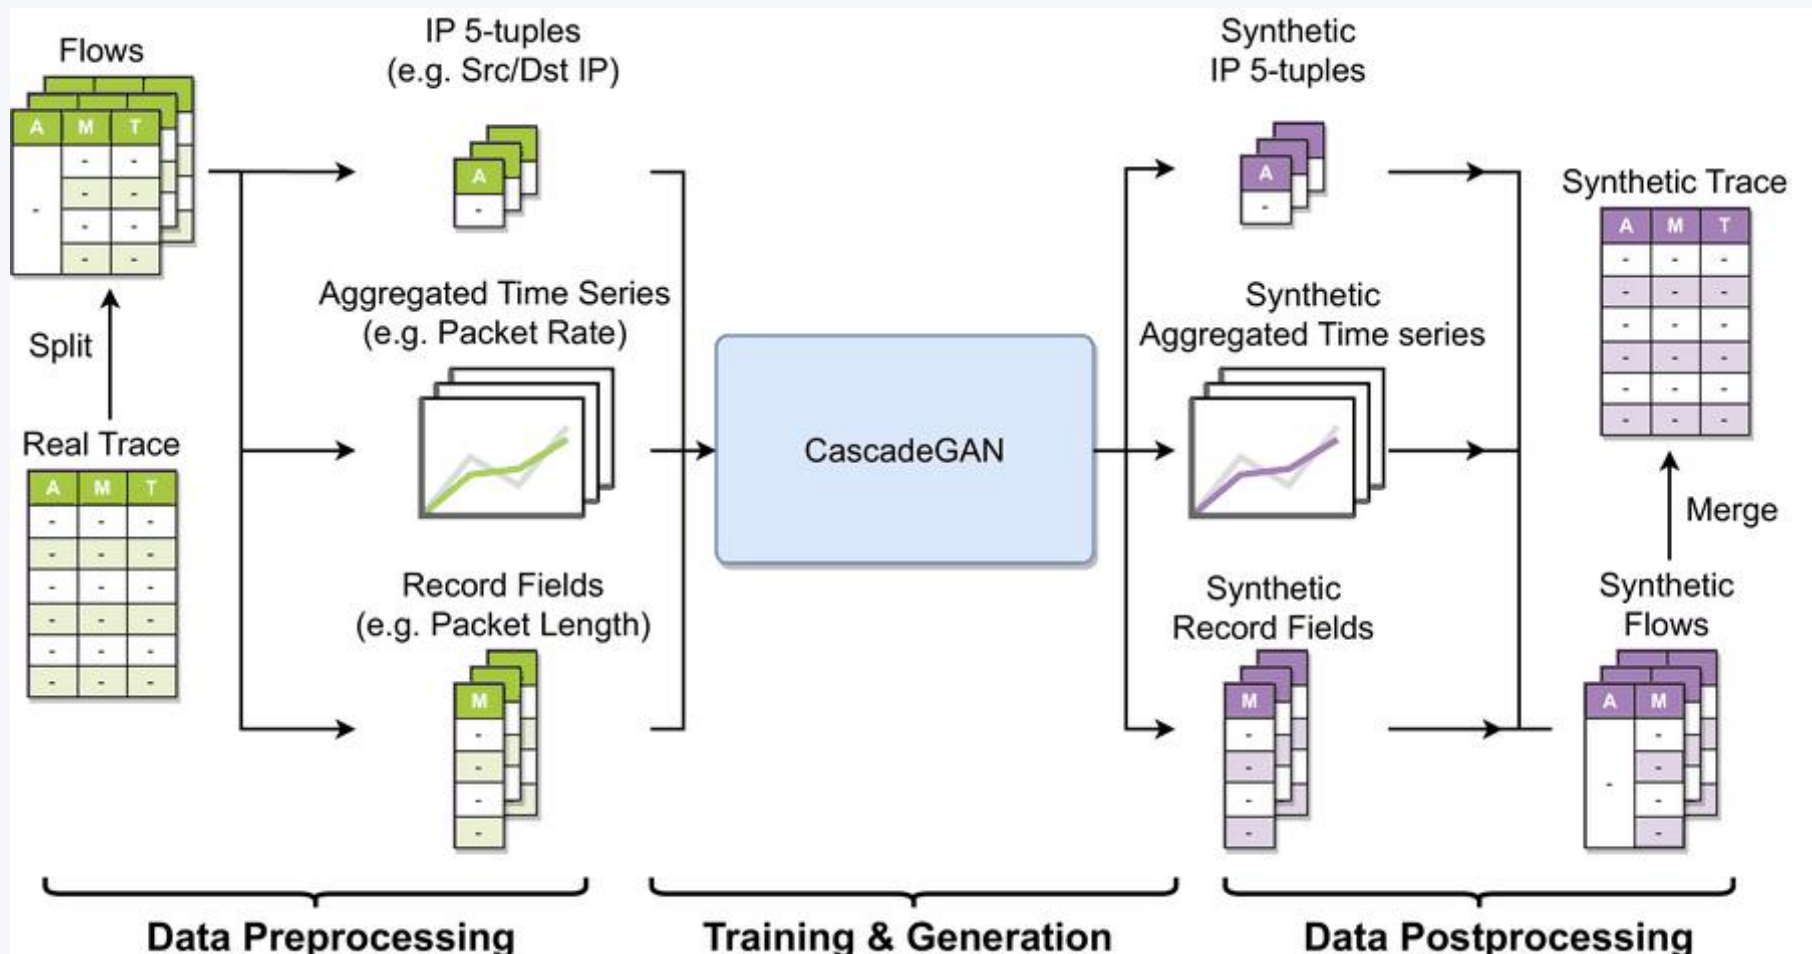 Flows
A M T
- -
- -
- - -
- -
Split
Real Trace
A M T
- - -
- - -
- - -
- - -
- - -
- - -
IP 5-tuples
(e.g. Src/Dst IP)
A
-
Aggregated Time Series
(e.g. Packet Rate)
Record Fields
(e.g. Packet Length)
M
-
-
-
-
CascadeGAN
Synthetic
IP 5-tuples
A
-
Synthetic
Aggregated Time series
Synthetic
Record Fields
M
-
-
-
-
Synthetic Trace
A M T
- - -
- - -
- - -
- - -
- - -
- - -
Merge
Synthetic
Flows
A M
-
-
- -
-
Data Preprocessing
Training & Generation
Data Postprocessing